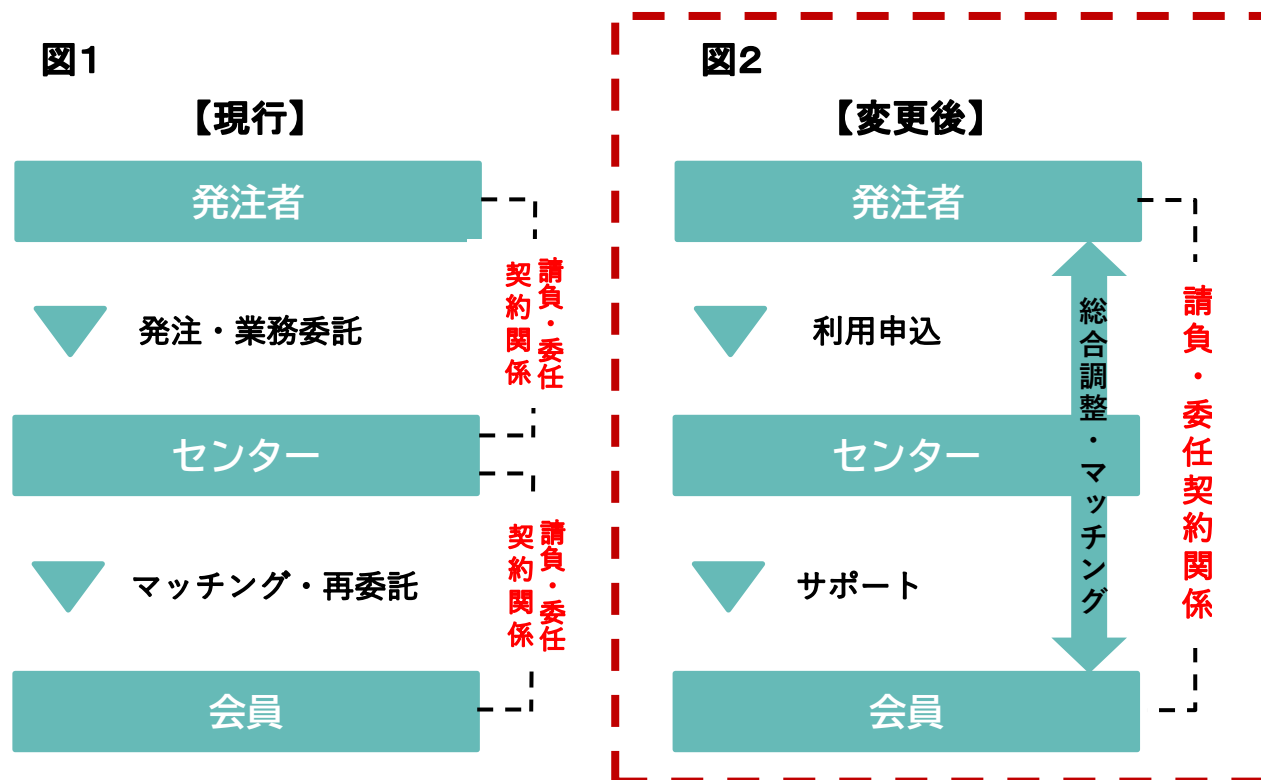 図1
【現行】
発注者
発注・業務委託
請負・委任
契約関係
センター
マッチング・再委託
請負・委任
契約関係
会員
図2
【変更後】
発注者
利用申込
総合調整・マッチング
請負・委任契約関係
センター
サポート
会員